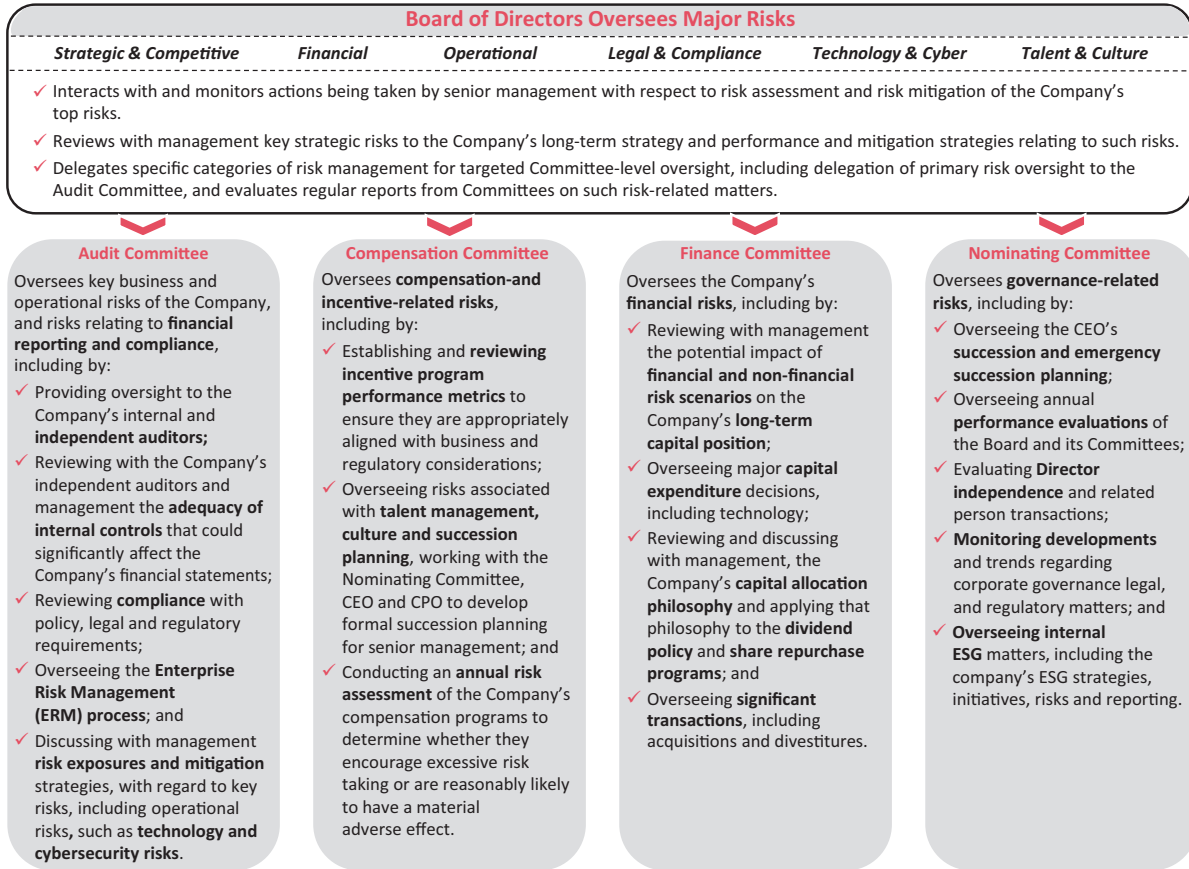 Board of Directors Oversees Major Risks
Strategic & Competitive Financial Operational Legal & Compliance Technology & Cyber Talent & Culture
✓ Interacts with and monitors actions being taken by senior management with respect to risk assessment and risk mitigation of the Company’s
top risks.
✓ Reviews with management key strategic risks to the Company’s long-term strategy and performance and mitigation strategies relating to such risks.
✓ Delegates specific categories of risk management for targeted Committee-level oversight, including delegation of primary risk oversight to the
Audit Committee, and evaluates regular reports from Committees on such risk-related matters.
Audit Committee
Oversees key business and
operational risks of the Company,
and risks relating to financial
reporting and compliance,
including by:
✓ Providing oversight to the
Company’s internal and
independent auditors;
✓ Reviewing with the Company’s
independent auditors and
management the adequacy of
internal controls that could
significantly affect the
Company’s financial statements;
✓ Reviewing compliance with
policy, legal and regulatory
requirements;
✓ Overseeing the Enterprise
Risk Management
(ERM) process; and
✓ Discussing with management
risk exposures and mitigation
strategies, with regard to key
risks, including operational
risks, such as technology and
cybersecurity risks.
Compensation Committee
Oversees compensation-and
incentive-related risks,
including by:
✓ Establishing and reviewing
incentive program
performance metrics to
ensure they are appropriately
aligned with business and
regulatory considerations;
✓ Overseeing risks associated
with talent management,
culture and succession
planning, working with the
Nominating Committee,
CEO and CPO to develop
formal succession planning
for senior management; and
✓ Conducting an annual risk
assessment of the Company’s
compensation programs to
determine whether they
encourage excessive risk
taking or are reasonably likely
to have a material
adverse effect.
Finance Committee
Oversees the Company’s
financial risks, including by:
✓ Reviewing with management
the potential impact of
financial and non-financial
risk scenarios on the
Company’s long-term
capital position;
✓ Overseeing major capital
expenditure decisions,
including technology;
✓ Reviewing and discussing
with management, the
Company’s capital allocation
philosophy and applying that
philosophy to the dividend
policy and share repurchase
programs; and
✓ Overseeing significant
transactions, including
acquisitions and divestitures.
Nominating Committee
Oversees governance-related
risks, including by:
✓ Overseeing the CEO’s
succession and emergency
succession planning;
✓ Overseeing annual
performance evaluations of
the Board and its Committees;
✓ Evaluating Director
independence and related
person transactions;
✓ Monitoring developments
and trends regarding
corporate governance legal,
and regulatory matters; and
✓ Overseeing internal
ESG matters, including the
company’s ESG strategies,
initiatives, risks and reporting.